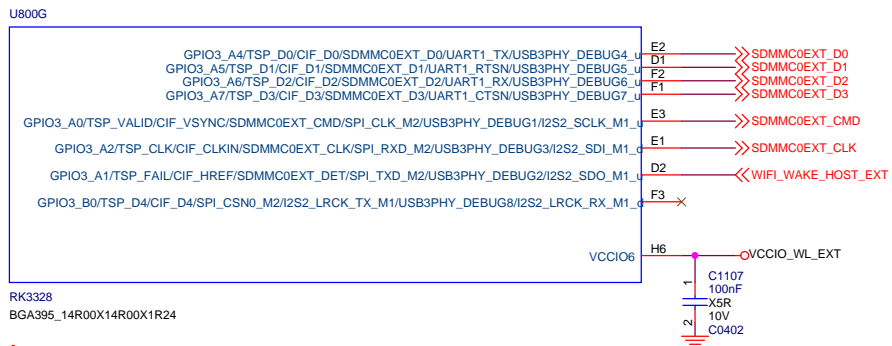 U800G
GPIO3_A4/TSP_D0/CIF_D0/SDMMC0EXT_D0/UART1_TX/USB3PHY_DEBUG4_u E2 SDMMC0EXT_D0
GPIO3_A5/TSP_D1/CIF_D1/SDMMC0EXT_D1/UART1_RTSN/USB3PHY_DEBUG5_u D1 SDMMC0EXT_D1
GPIO3_A6/TSP_D2/CIF_D2/SDMMC0EXT_D2/UART1_RX/USB3PHY_DEBUG6_u F2 SDMMC0EXT_D2
GPIO3_A7/TSP_D3/CIF_D3/SDMMC0EXT_D3/UART1_CTSN/USB3PHY_DEBUG7_u F1 SDMMC0EXT_D3
GPIO3_A0/TSP_VALID/CIF_VSYNC/SDMMC0EXT_CMD/SPI_CLK_M2/USB3PHY_DEBUG1/I2S2_SCLK_M1_u E3 SDMMC0EXT_CMD
GPIO3_A2/TSP_CLK/CIF_CLKIN/SDMMC0EXT_CLK/SPI_RXD_M2/USB3PHY_DEBUG3/I2S2_SDI_M1_d E1 SDMMC0EXT_CLK
GPIO3_A1/TSP_FAIL/CIF_HREF/SDMMC0EXT_DET/SPI_TXD_M2/USB3PHY_DEBUG2/I2S2_SDO_M1_u D2 WIFI_WAKE_HOST_EXT
GPIO3_B0/TSP_D4/CIF_D4/SPI_CSN0_M2/I2S2_LRCK_TX_M1/USB3PHY_DEBUG8/I2S2_LRCK_RX_M1_d F3
VCCIO6 H6 VCCIO_WL_EXT
C1107
1 100nF
X5R
10V
2 C0402
RK3328
BGA395_14R00X14R00X1R24